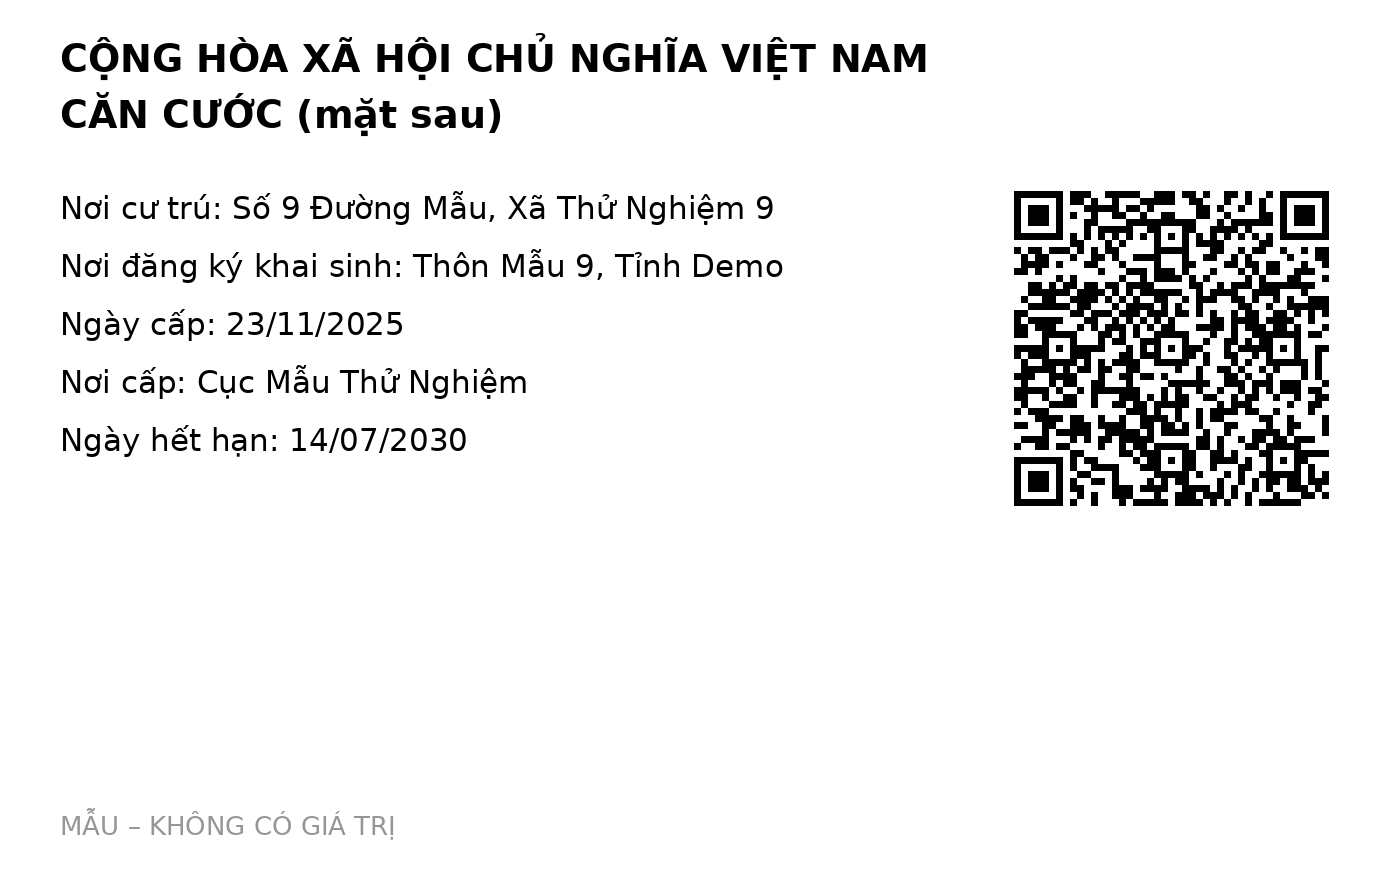 CỘNG HÒA XÃ HỘI CHỦ NGHĨA VIỆT NAM
CĂN CƯỚC (mặt sau)
Nơi cư trú: Số 9 Đường Mẫu, Xã Thử Nghiệm 9
Nơi đăng ký khai sinh: Thôn Mẫu 9, Tỉnh Demo
Ngày cấp: 23/11/2025
Nơi cấp: Cục Mẫu Thử Nghiệm
Ngày hết hạn: 14/07/2030
MẪU – KHÔNG CÓ GIÁ TRỊ